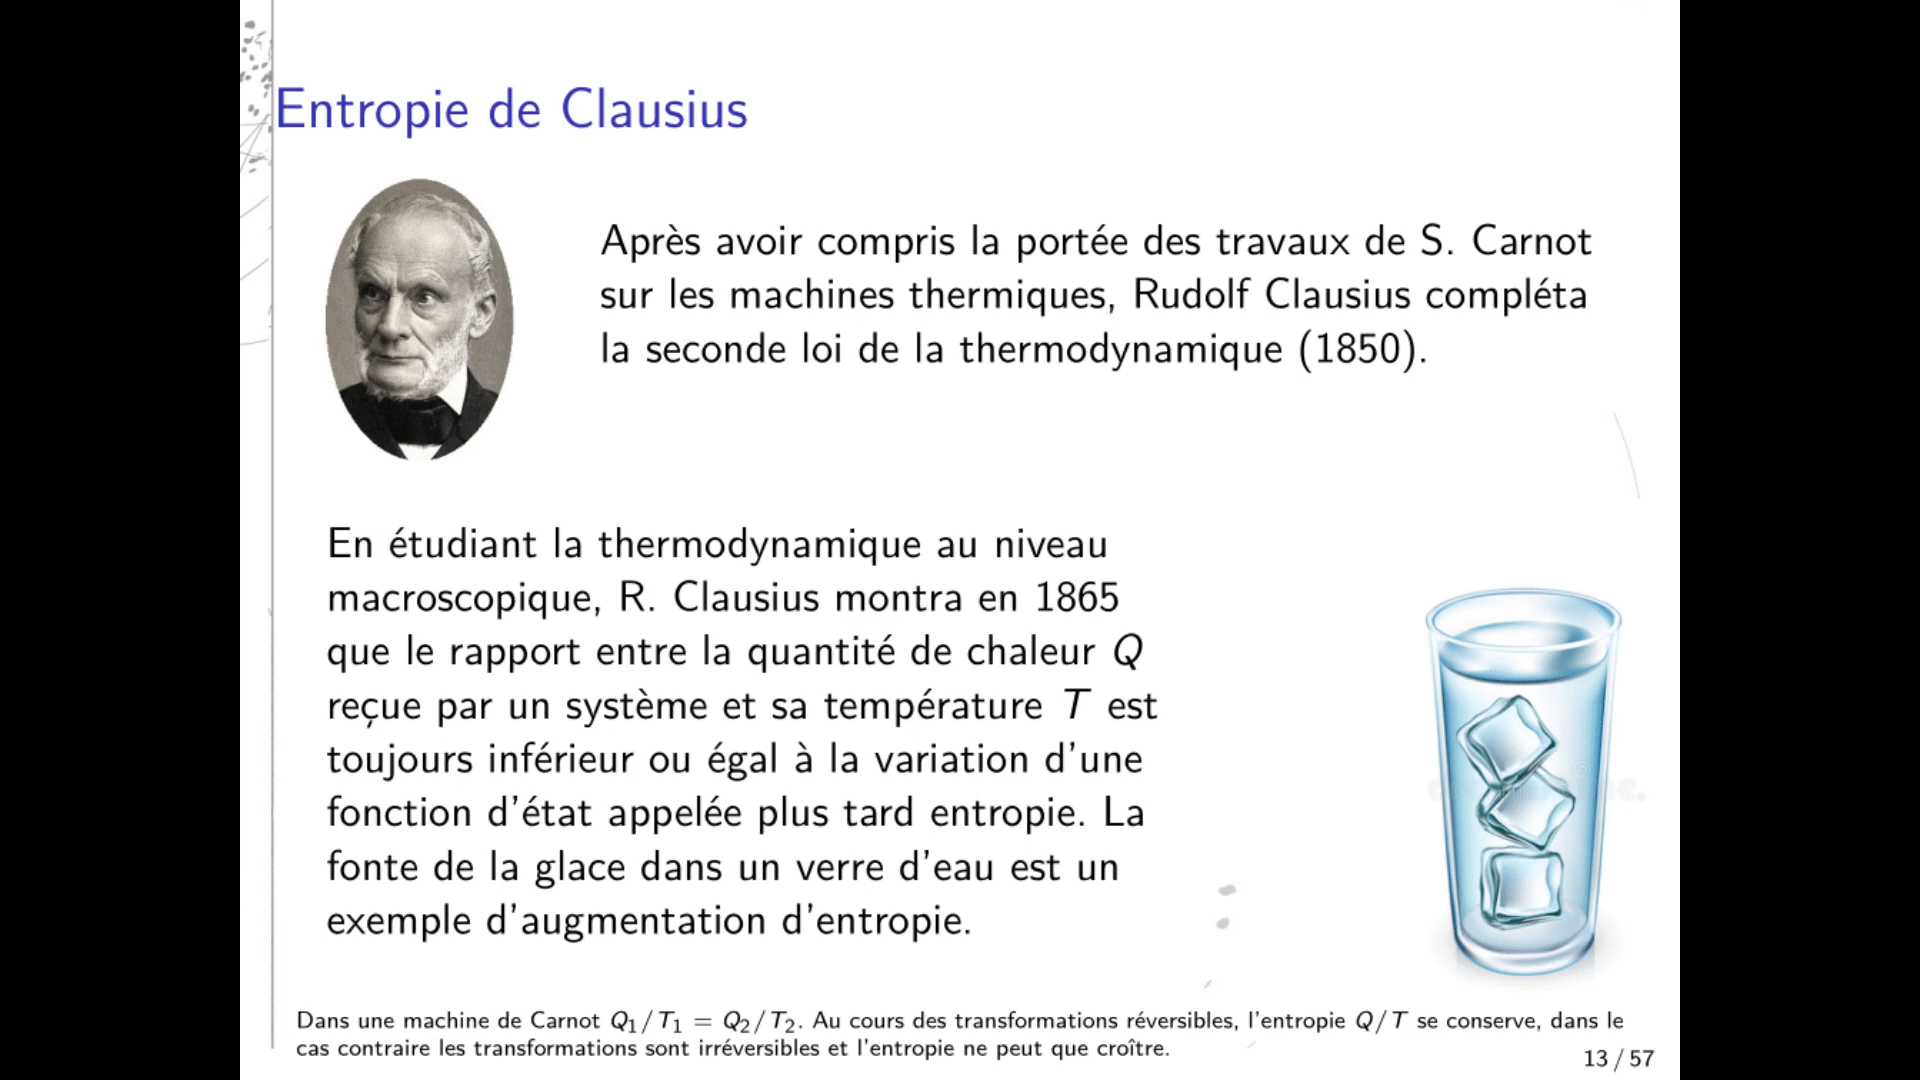 Entropie de Clausius
Après avoir compris la portée des travaux de S. Carnot
sur les machines thermiques, Rudolf Clausius compléta
la seconde loi de la thermodynamique (1850).
En étudiant la thermodynamique au niveau
macroscopique, R. Clausius montra en 1865
que le rapport entre la quantité de chaleur Q
reçue par un système et sa température T est
toujours inférieur ou égal à la variation d'une
fonction d'état appelée plus tard entropie. La
fonte de la glace dans un verre d'eau est un
exemple d'augmentation d'entropie.
Dans une machine de Carnot Q₁/T₁ = Q₂/T₂. Au cours des transformations réversibles, l'entropie Q/T se conserve, dans le
cas contraire les transformations sont irréversibles et l'entropie ne peut que croître.
13 / 57